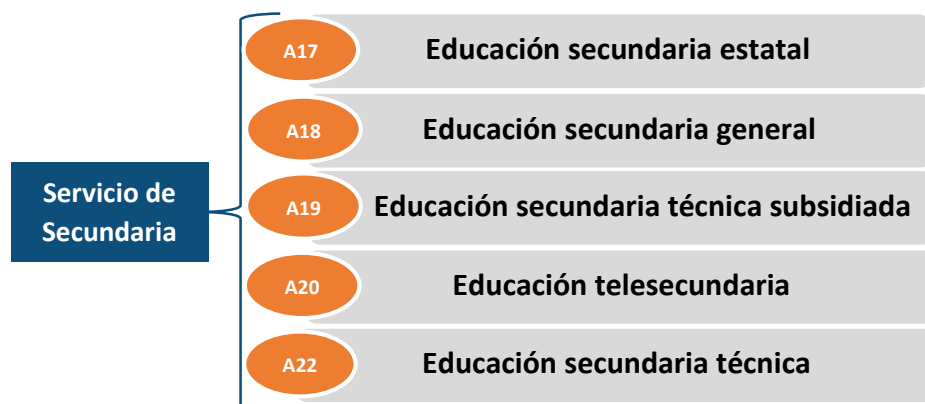 A17 Educación secundaria estatal
A18 Educación secundaria general
Servicio de
Secundaria
A19 Educación secundaria técnica subsidiada
A20 Educación telesecundaria
A22 Educación secundaria técnica